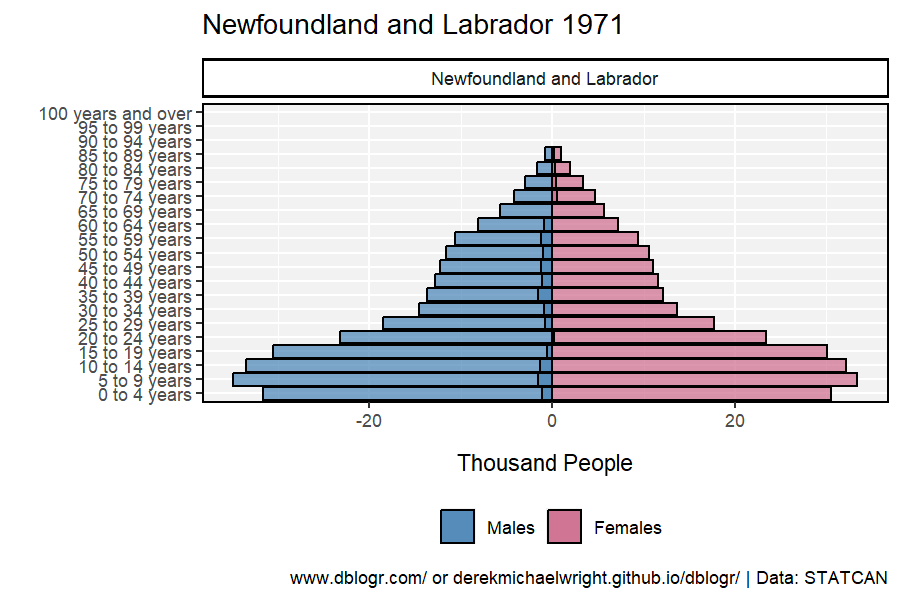 Newfoundland and Labrador 1971
Newfoundland and Labrador
100 years and over
95 to 99 years
90 to 94 years
85 to 89 years
80 to 84 years
75 to 79 years
70 to 74 years
65 to 69 years
60 to 64 years
55 to 59 years
50 to 54 years
45 to 49 years
40 to 44 years
35 to 39 years
30 to 34 years
25 to 29 years
20 to 24 years
15 to 19 years
10 to 14 years
5 to 9 years
0 to 4 years
-20 0 20
Thousand People
Males Females
www.dblogr.com/ or derekmichaelwright.github.io/dblogr/ | Data: STATCAN